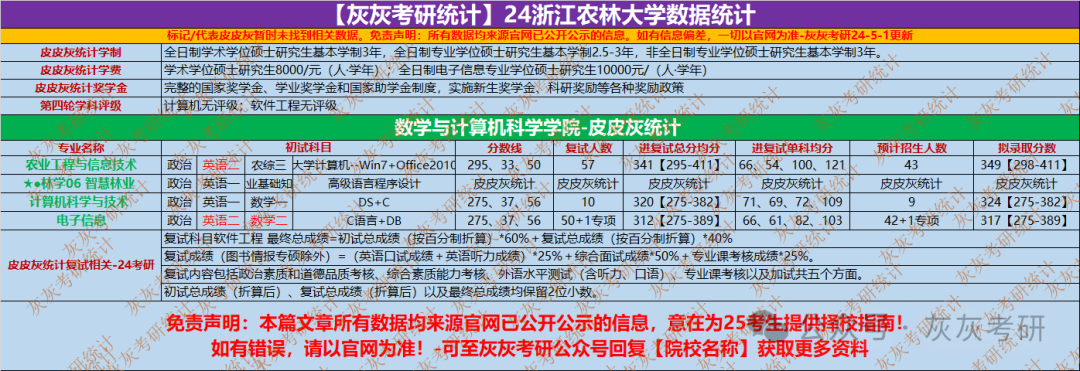 【灰灰考研统计】24浙江农林大学数据统计
标记/代表皮皮灰暂时未找到相关数据。免责声明：所有数据均来源官网已公开公示的信息。如有信息偏差，一切以官网为准-灰灰考研24-5-1更新
皮皮灰统计学制 全日制学术学位硕士研究生基本学制3年，全日制专业学位硕士研究生基本学制2.5-3年，非全日制专业学位硕士研究生基本学制3年。
皮皮灰统计学费 学术学位硕士研究生8000/元（人·学年）；全日制电子信息专业学位硕士研究生10000元/（人·学年）
皮皮灰统计奖学金 完整的国家奖学金、学业奖学金和国家助学金制度，实施新生奖学金、科研奖励等各种奖励政策
第四轮学科评级 计算机无评级；软件工程无评级
数学与计算机科学学院-皮皮灰统计
专业名称 初试科目 分数线 复试人数 进复试总分均分 进复试单科均分 预计招生人数 拟录取分数
农业工程与信息技术 政治 英语二 农综三 大学计算机--Win7+Office2010 295、33、50 57 341【295-411】 66、54、100、121 43 349【298-411】
★●林学06 智慧林业 政治 英语一 业基础知 高级语言程序设计 皮皮灰统计 皮皮灰统计 皮皮灰统计 皮皮灰统计 皮皮灰统计 皮皮灰统计
计算机科学与技术 政治 英语一 数学一 DS+C 275、37、56 10 320【275-382】 71、69、72、109 9 324【275-382】
电子信息 政治 英语二 数学二 C语言+DB 275、37、56 50+1专项 312【275-389】 66、61、82、103 42+1专项 317【275-389】
皮皮灰统计复试相关-24考研
复试科目软件工程 最终总成绩=初试总成绩（按百分制折算）*60%+复试总成绩（按百分制折算）*40%
复试成绩（图书情报专硕除外）=（英语口试成绩+英语听力成绩）*25%+综合面试成绩*50%+专业课考核成绩*25%。
复试内容包括政治素质和道德品质考核、综合素质能力考核、外语水平测试（含听力、口语）、专业课考核以及加试共五个方面。
初试总成绩（折算后）、复试总成绩（折算后）以及最终总成绩均保留2位小数。
免责声明：本篇文章所有数据均来源官网已公开公示的信息，意在为25考生提供择校指南！
如有错误，请以官网为准！-可至灰灰考研公众号回复【院校名称】获取更多资料
公众号·灰灰考研